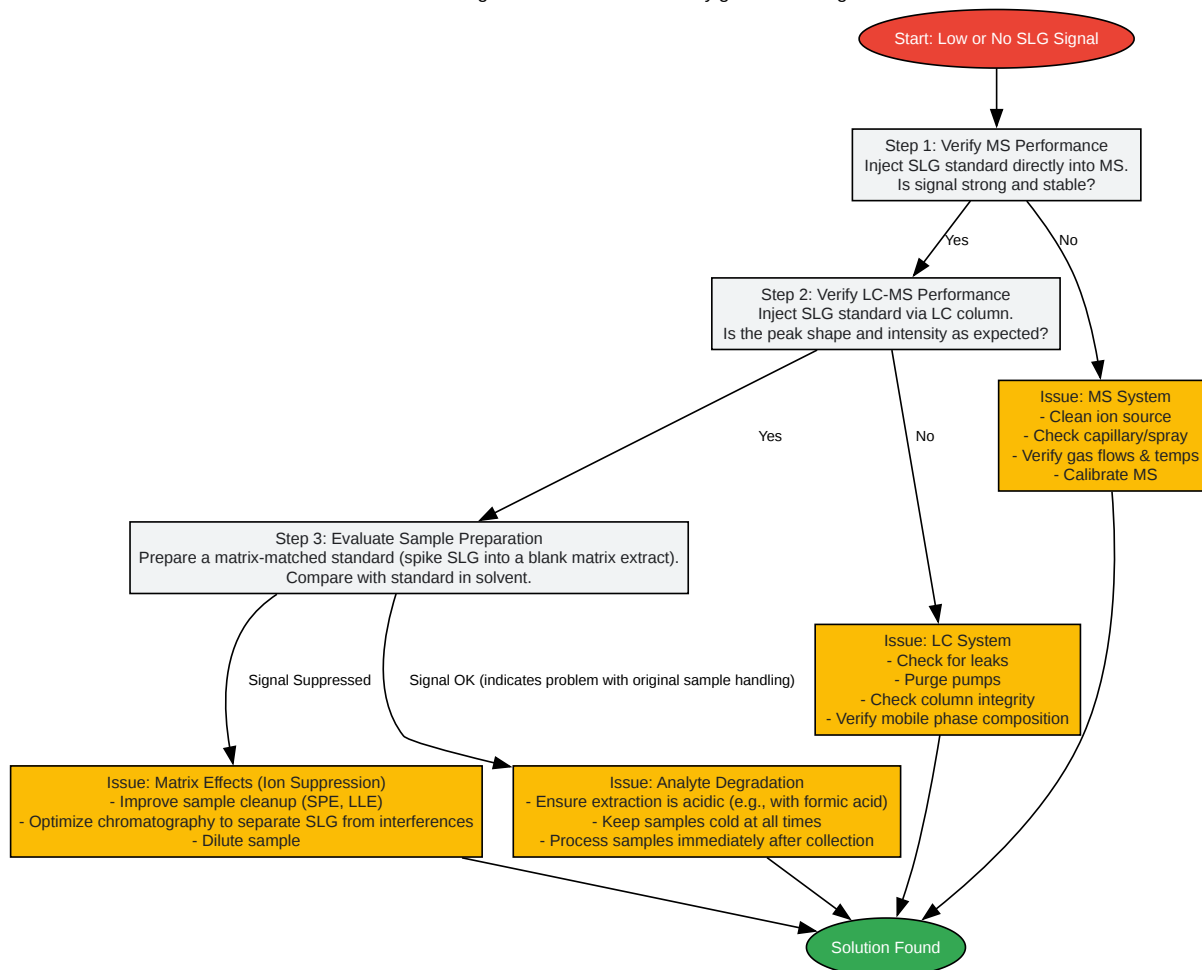 Start: Low or No SLG Signal
Step 1: Verify MS Performance
Inject SLG standard directly into MS.
Is signal strong and stable?
Yes
No
Step 2: Verify LC-MS Performance
Inject SLG standard via LC column.
Is the peak shape and intensity as expected?
Issue: MS System
- Clean ion source
- Check capillary/spray
- Verify gas flows & temps
- Calibrate MS
Yes
No
Step 3: Evaluate Sample Preparation
Prepare a matrix-matched standard (spike SLG into a blank matrix extract).
Compare with standard in solvent.
Issue: LC System
- Check for leaks
- Purge pumps
- Check column integrity
- Verify mobile phase composition
Signal Suppressed
Signal OK (indicates problem with original sample handling)
Issue: Matrix Effects (Ion Suppression)
- Improve sample cleanup (SPE, LLE)
- Optimize chromatography to separate SLG from interferences
- Dilute sample
Issue: Analyte Degradation
- Ensure extraction is acidic (e.g., with formic acid)
- Keep samples cold at all times
- Process samples immediately after collection
Solution Found